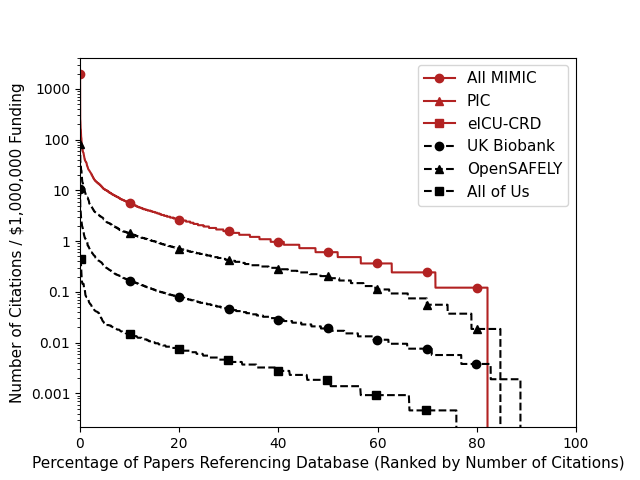 Number of Citations / $1,000,000 Funding
1000
100
10
1
0.1
0.01
0.001
All MIMIC
PIC
eICU-CRD
UK Biobank
OpenSAFELY
All of Us
0 20 40 60 80 100
Percentage of Papers Referencing Database (Ranked by Number of Citations)